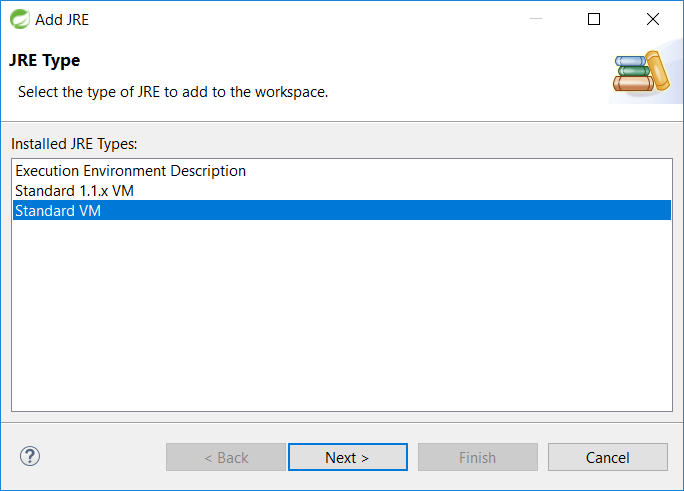 Add JRE
JRE Type
Select the type of JRE to add to the workspace.
Installed JRE Types:
Execution Environment Description
Standard 1.1.x VM
Standard VM
?
< Back
Next >
Finish
Cancel